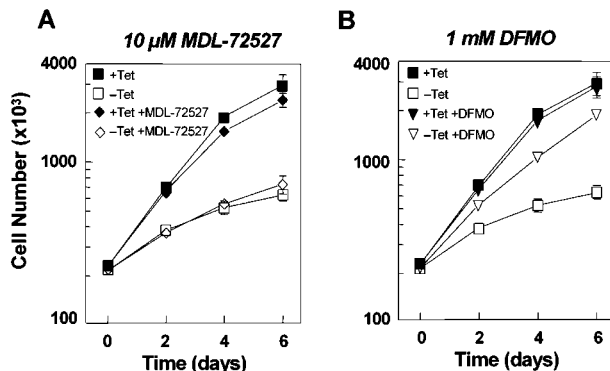 A
10 µM MDL-72527
4000
1000
100
Cell Number (x10³)
+Tet
−Tet
+Tet +MDL-72527
−Tet +MDL-72527
0 2 4 6
Time (days)
B
1 mM DFMO
4000
1000
100
+Tet
−Tet
+Tet +DFMO
−Tet +DFMO
0 2 4 6
Time (days)